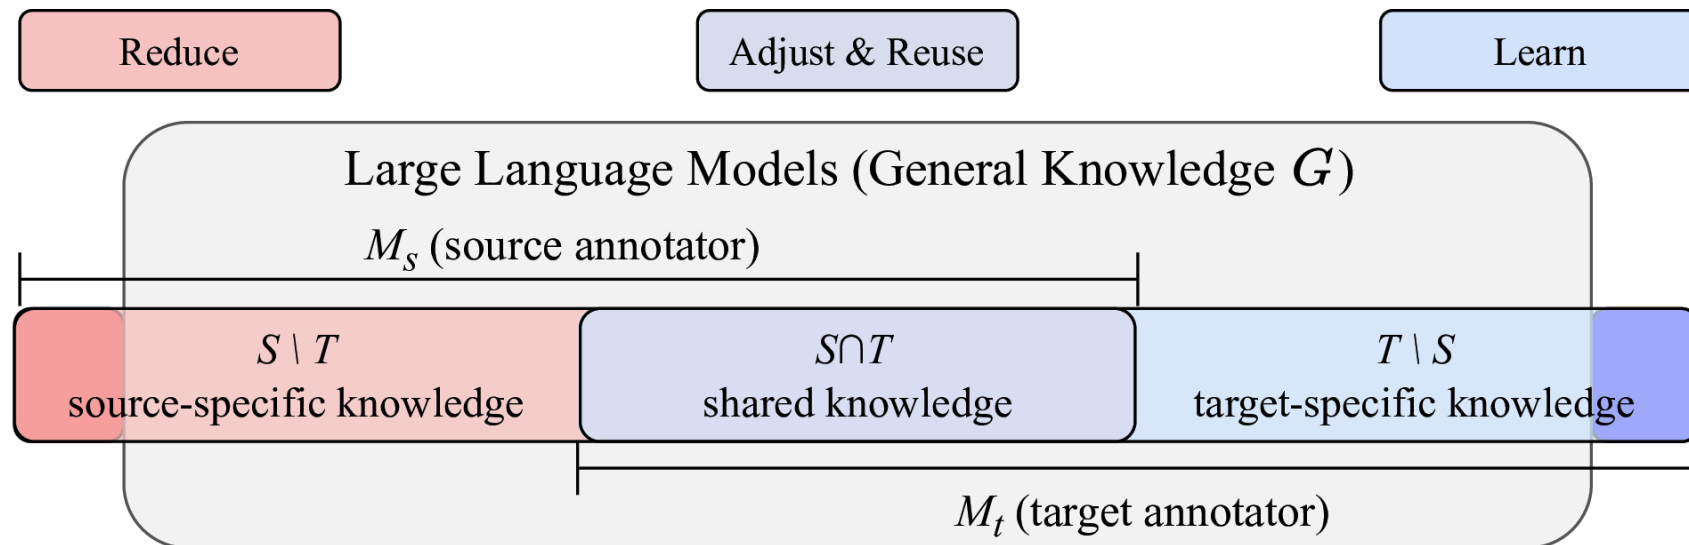 Reduce
Adjust & Reuse
Learn
Large Language Models (General Knowledge G)
Mₛ (source annotator)
S \ T
source-specific knowledge
S∩T
shared knowledge
T \ S
target-specific knowledge
Mₜ (target annotator)